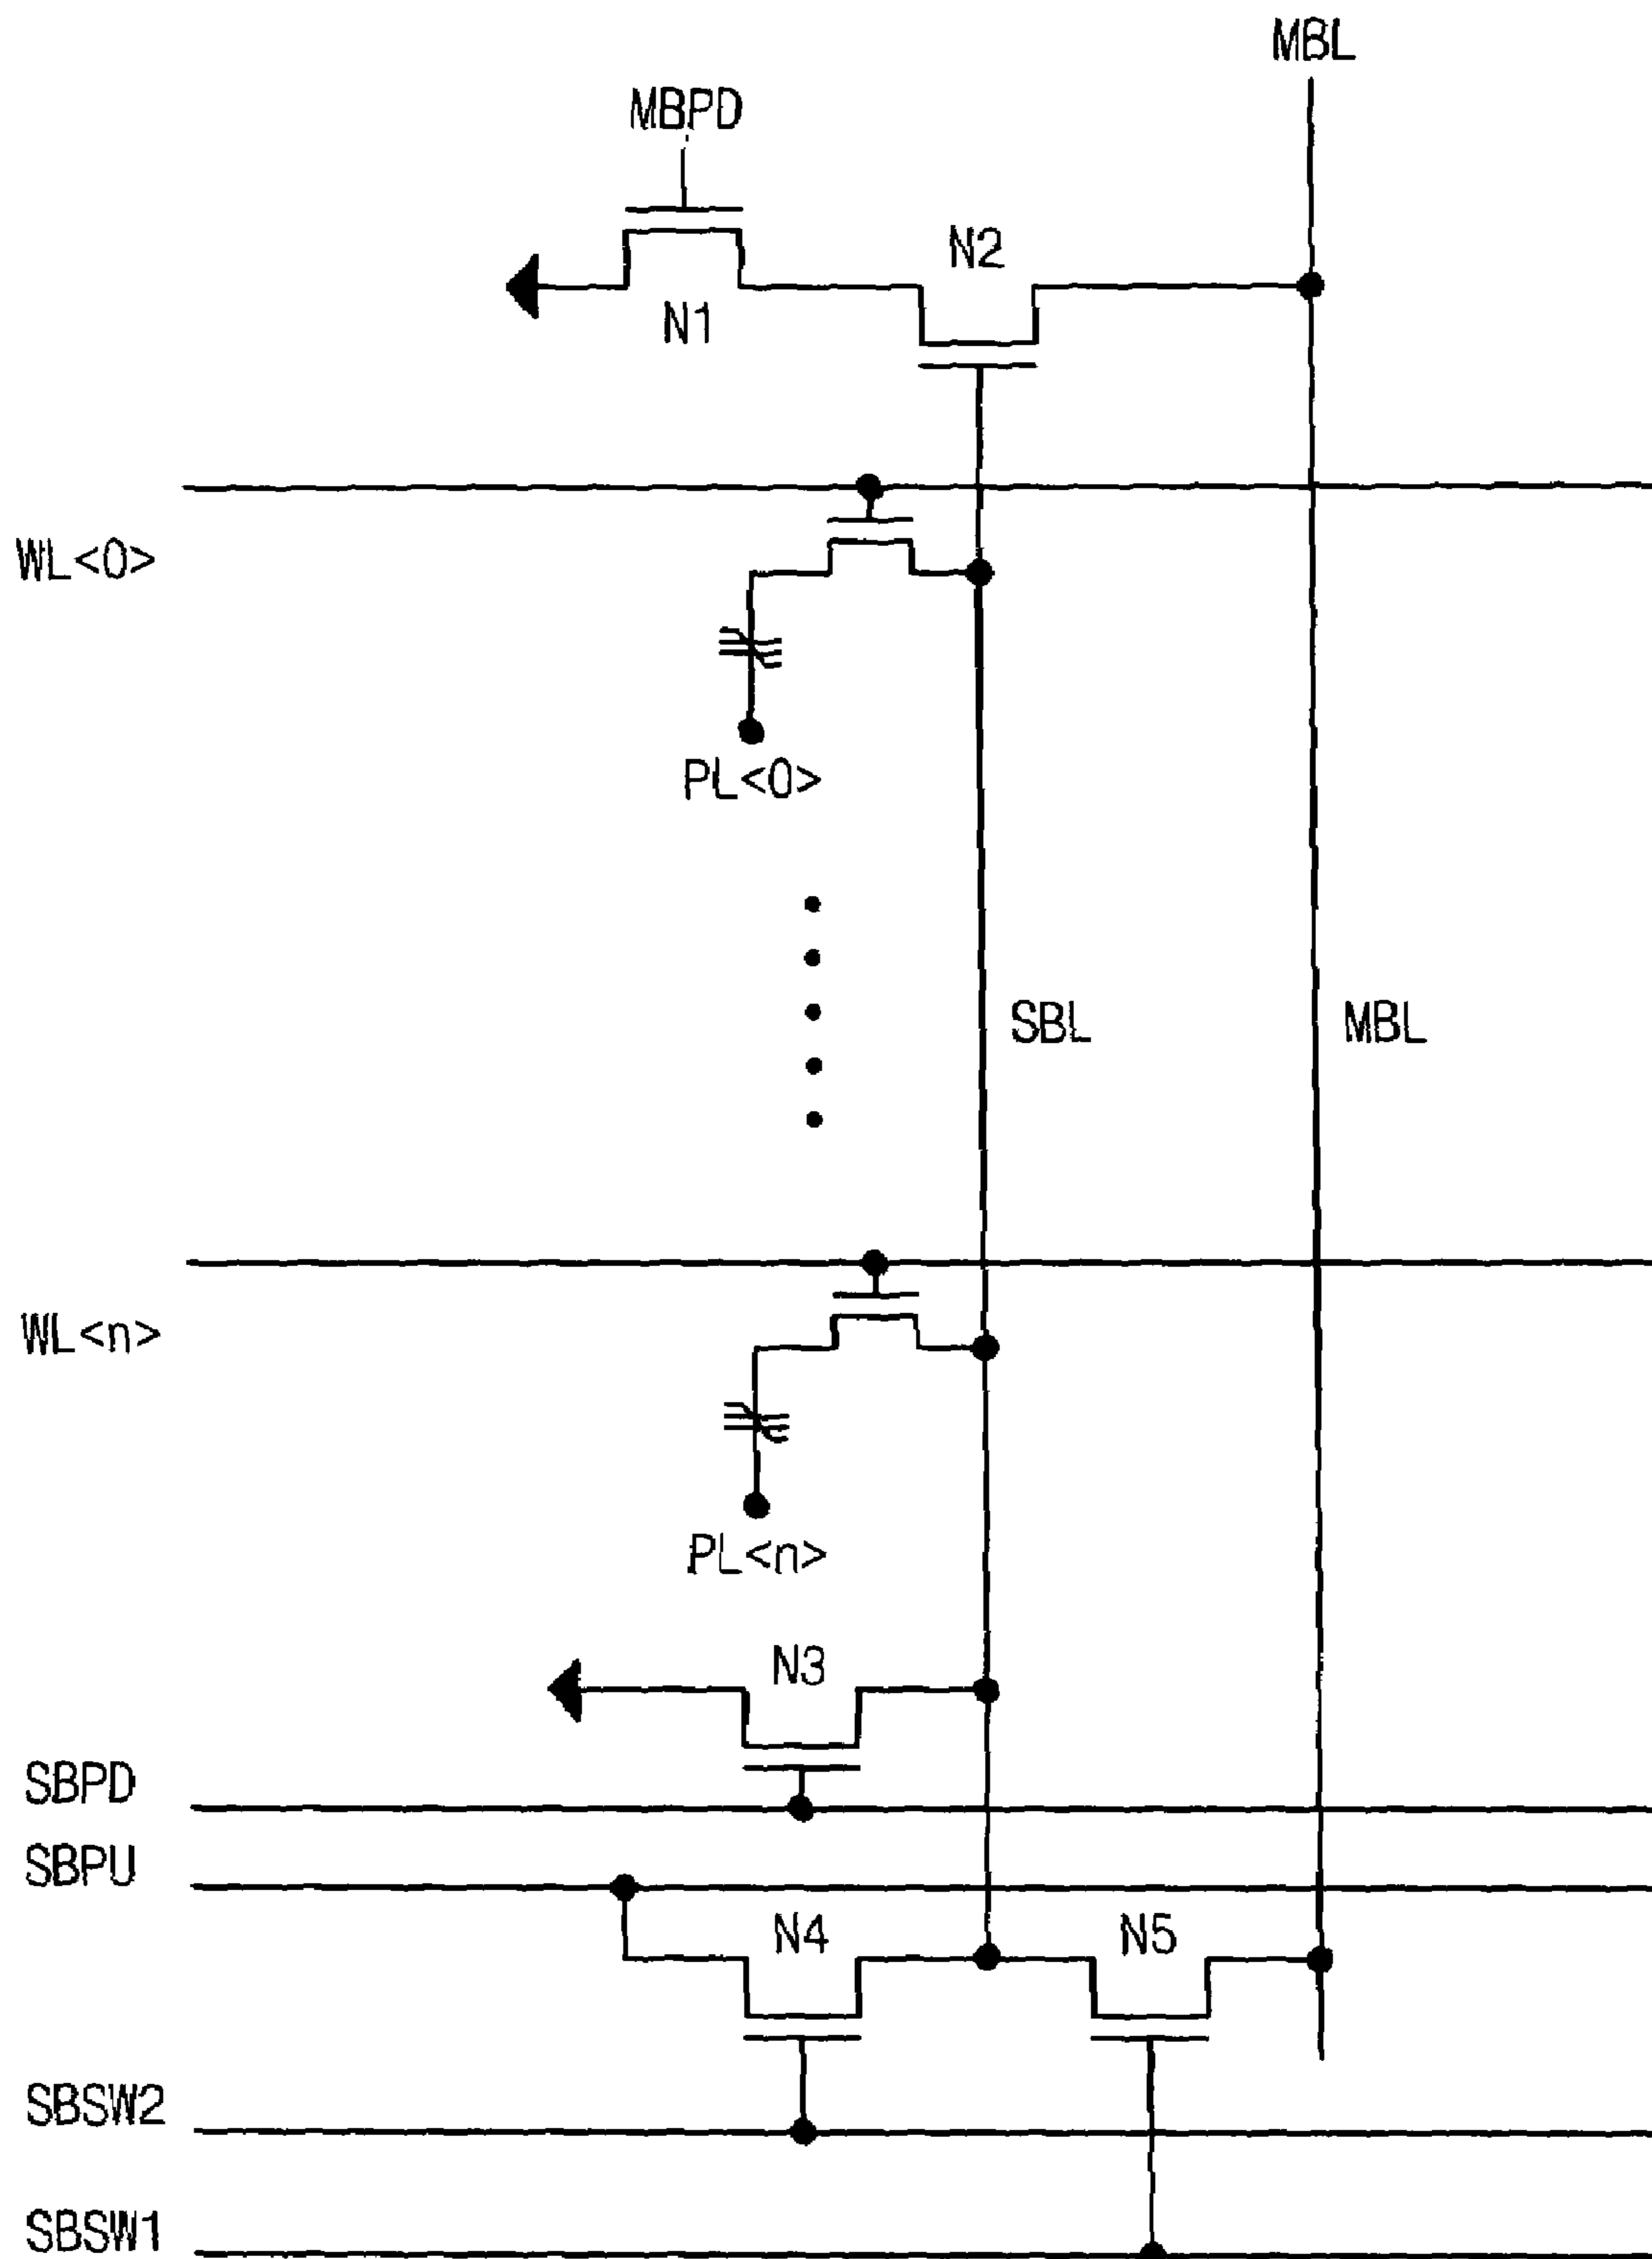 MBL
MBPD
N2
N1
WL<0>
PL<0>
SBL
MBL
WL<n>
PL<n>
N3
SBPD
SBPU
N4
N5
SBSW2
SBSW1